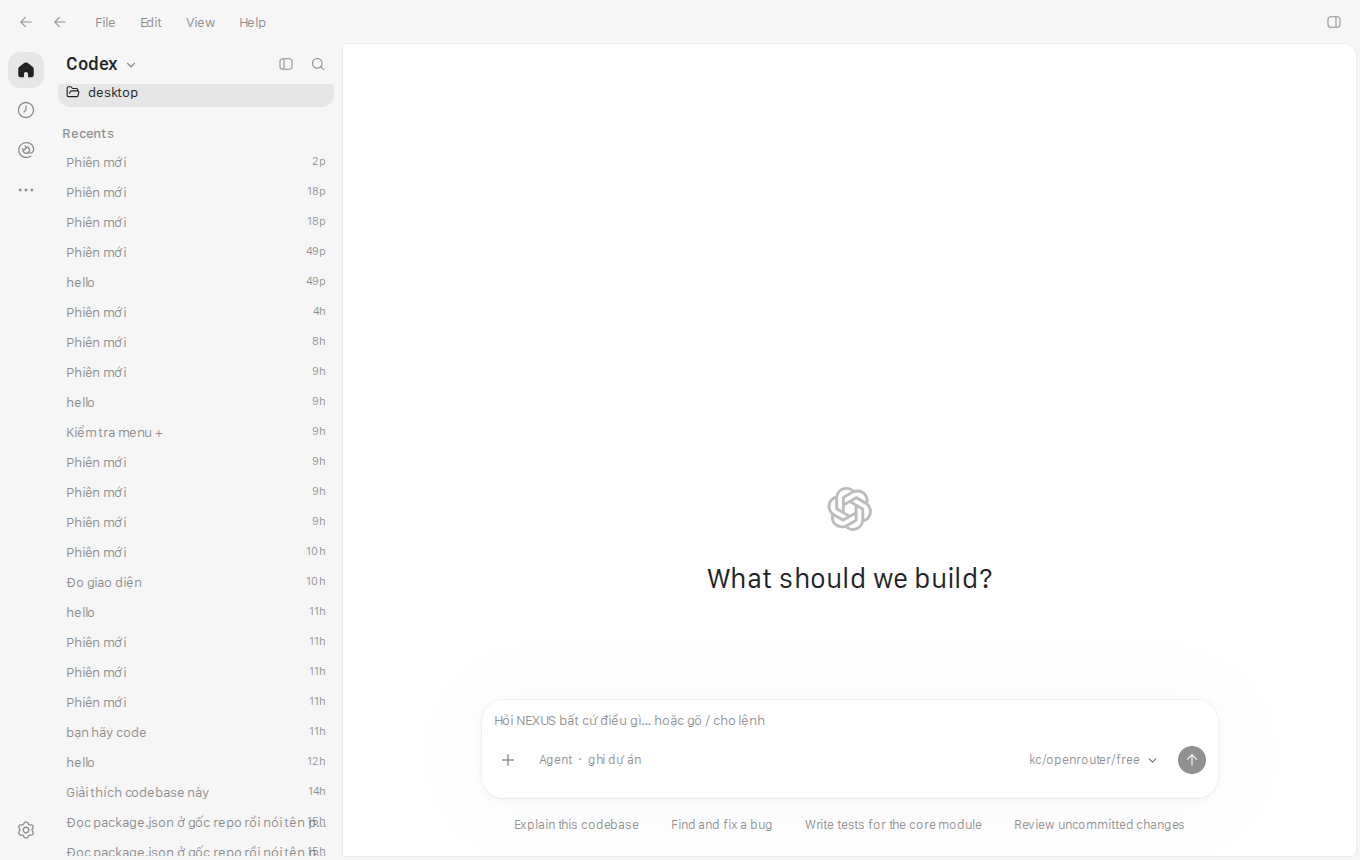 File Edit View Help
Codex
desktop
Recents
Phiên mới 2p
Phiên mới 18p
Phiên mới 18p
Phiên mới 49p
hello 49p
Phiên mới 4h
Phiên mới 8h
Phiên mới 9h
hello 9h
Kiểm tra menu + 9h
Phiên mới 9h
Phiên mới 9h
Phiên mới 9h
Phiên mới 10h
Đo giao diện 10h
hello 11h
Phiên mới 11h
Phiên mới 11h
Phiên mới 11h
bạn hãy code 11h
hello 12h
Giải thích codebase này 14h
Đọc package.json ở gốc repo rồi nói tên 15h
Đọc package.json ở gốc repo rồi nói tên 15h
What should we build?
Hỏi NEXUS bất cứ điều gì... hoặc gõ / cho lệnh
Agent · ghi dự án kc/openrouter/free
Explain this codebase Find and fix a bug Write tests for the core module Review uncommitted changes